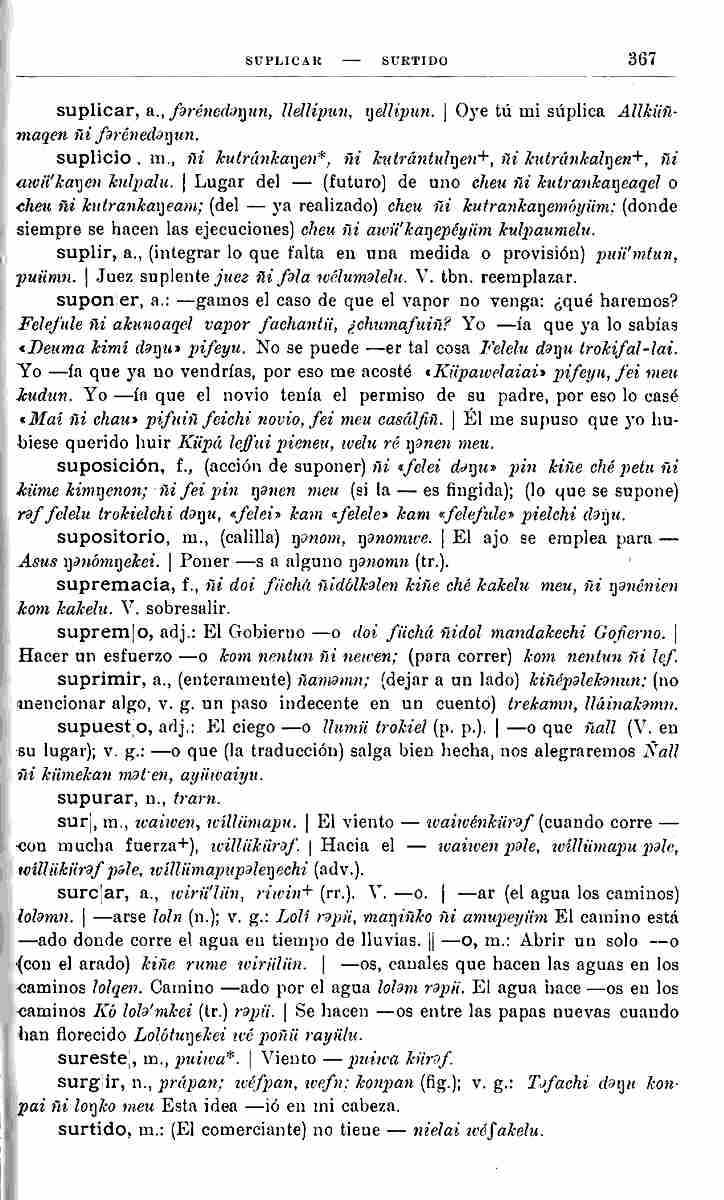 SUPLICAR — SURTIDO 367
suplicar, a., fərénedəŋun, llellipun, ŋellipun. | Oye tú mi súplica Allküñ-
maqen ñi fərénedəŋun.
suplicio . m., ñi kutránkaŋen*, ñi kutrántulŋen+, ñi kutránkalŋen+, ñi
awü'kaŋen kulpalu. | Lugar del — (futuro) de uno cheu ñi kutrankaŋeaqel o
cheu ñi kutrankaŋeam; (del — ya realizado) cheu ñi kutrankaŋemóyüm; (donde
siempre se hacen las ejecuciones) cheu ñi awü'kaŋepéyüm kulpaumelu.
suplir, a., (integrar lo que falta en una medida o provisión) puü'mtun,
puümn. | Juez suplente juez ñi fəla wélumələlu. V. tbn. reemplazar.
supon er, a.: —gamos el caso de que el vapor no venga: ¿qué haremos?
Felefule ñi akunoaqel vapor fachantü, ¿chumafuiñ? Yo —ía que ya lo sabías
«Deuma kimí dəŋu» pifeyu. No se puede —er tal cosa Felelu dəŋu trokifal-lai.
Yo —ía que ya no vendrías, por eso me acosté «Küpawelaiai» pifeyu, fei meu
kudun. Yo —ía que el novio tenía el permiso de su padre, por eso lo casé
«Maí ñi chau» pifuiñ feichi novio, fei meu casálfiñ. | Él me supuso que yo hu-
biese querido huir Küpá leffui pieneu, welu ré ŋənen meu.
suposición, f., (acción de suponer) ñi «felei dəŋu» pin kiñe ché petu ñi
küme kimŋenon; ñi fei pin ŋənen meu (si la — es fingida); (lo que se supone)
rəf felelu trokielchi dəŋu, «felei» kam «felele» kam «felefule» pielchi dəŋu.
supositorio, m., (calilla) ŋənom, ŋənomwe. | El ajo se emplea para —
Asus ŋənómŋekei. | Poner —s a alguno ŋənomn (tr.).
supremacía, f., ñi doi füchá ñidólkəlen kiñe ché kakelu meu, ñi ŋənénien
kom kakelu. V. sobresalir.
suprem|o, adj.: El Gobierno —o doi füchá ñidol mandakechi Gofierno. |
Hacer un esfuerzo —o kom nentun ñi newen; (para correr) kom nentun ñi lef.
suprimir, a., (enteramente) ñaməmn; (dejar a un lado) kiñépəlekənun; (no
mencionar algo, v. g. un paso indecente en un cuento) trekamn, lláinakəmn.
supuest|o, adj.: El ciego —o llumü trokiel (p. p.). | —o que ñall (V. en
su lugar); v. g.: —o que (la traducción) salga bien hecha, nos alegraremos Ñall
ñi kümekan mət·en, ayüwaiyu.
supurar, n., trarn.
sur|, m., waiwen, willümapu. | El viento — waiwénkürəf (cuando corre —
con mucha fuerza+), willükürəf. | Hacia el — waiwen pəle, willümapu pəle,
willükürəf pəle, willümapupəleŋechi (adv.).
surc|ar, a., wirü'lün, riwin+ (rr.). V. —o. | —ar (el agua los caminos)
loləmn. | —arse loln (n.); v. g.: Lolí rəpü, maŋiñko ñi amupeyüm El camino está
—ado donde corre el agua en tiempo de lluvias. || —o, m.: Abrir un solo —o
(con el arado) kiñe rume wirülün. | —os, canales que hacen las aguas en los
caminos lolqen. Camino —ado por el agua loləm rəpü. El agua hace —os en los
caminos Kó lolə'mkei (tr.) rəpü. | Se hacen —os entre las papas nuevas cuando
han florecido Lolótuŋekei wé poñü rayülu.
sureste|, m., puiwa*. | Viento — puiwa kürəf.
surg|ir, n., prápan; wéfpan, wefn; konpan (fig.); v. g.: Təfachi dəŋu kon-
pai ñi loŋko meu Esta idea —ió en mi cabeza.
surtido, m.: (El comerciante) no tiene — nielai wéfakelu.